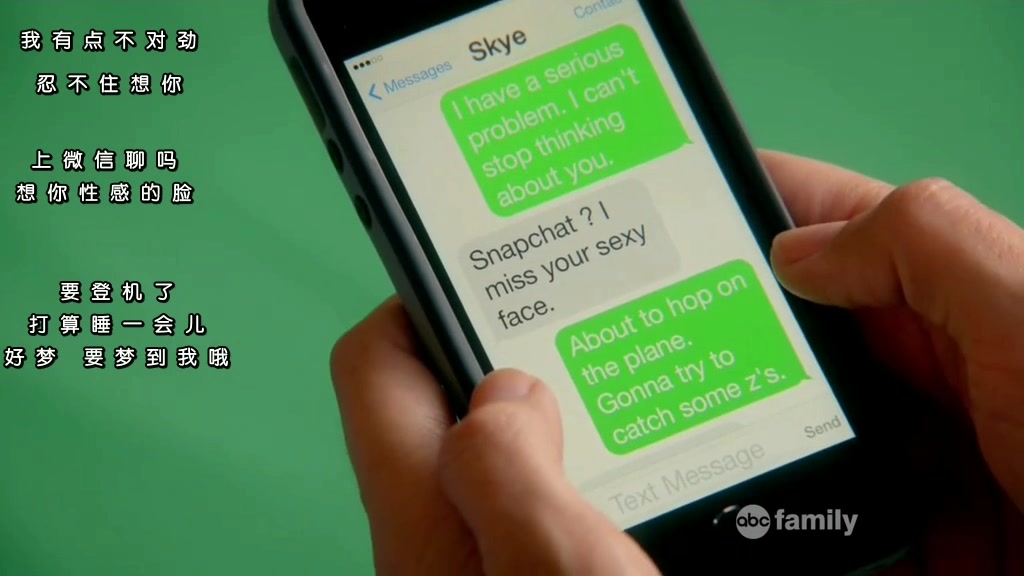 我有点不对劲
忍不住想你
上微信聊吗
想你性感的脸
要登机了
打算睡一会儿
好梦 要梦到我哦
Skye
Messages
I have a serious
problem. I can't
stop thinking
about you.
Snapchat ? I
miss your sexy
face.
About to hop on
the plane.
Gonna try to
catch some z's.
Text Message
Send
abc family